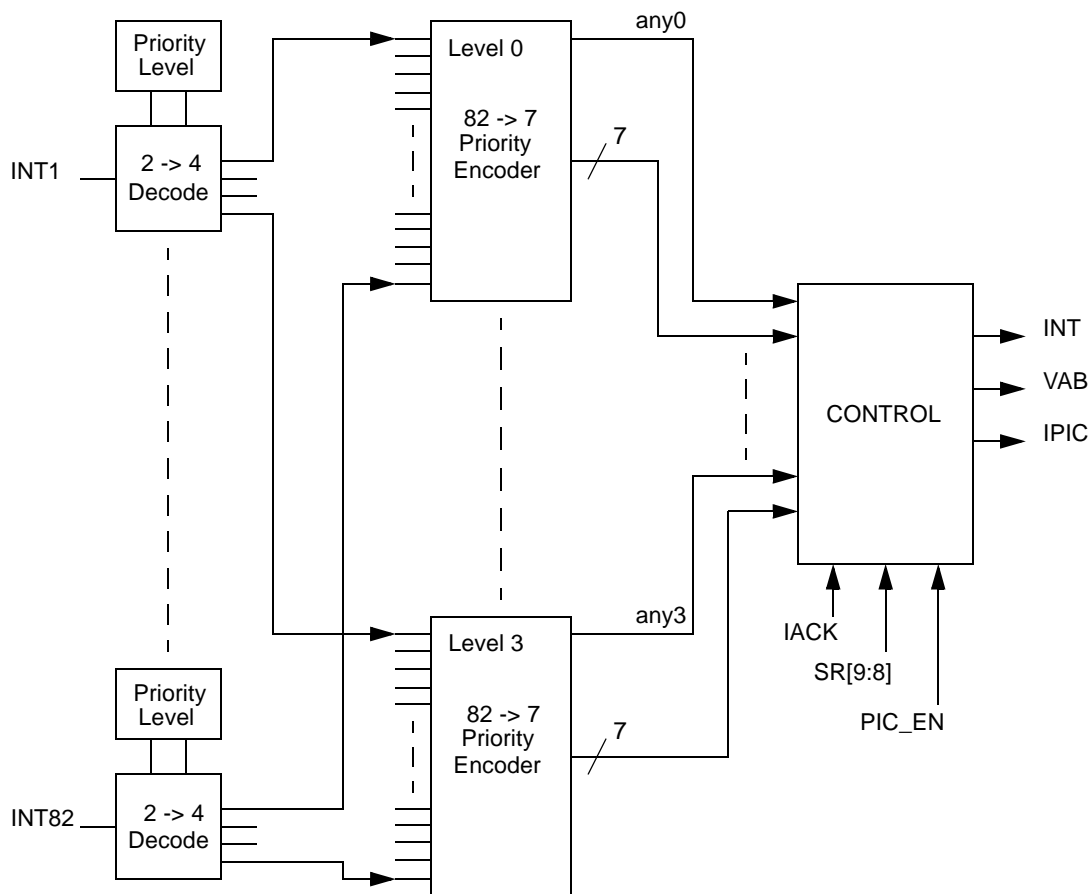 any0
Priority
Level
Level 0
82 -> 7
Priority
Encoder
7
INT1
2 -> 4
Decode
INT
VAB
IPIC
CONTROL
any3
Level 3
IACK
SR[9:8]
PIC_EN
Priority
Level
82 -> 7
Priority
Encoder
7
INT82
2 -> 4
Decode